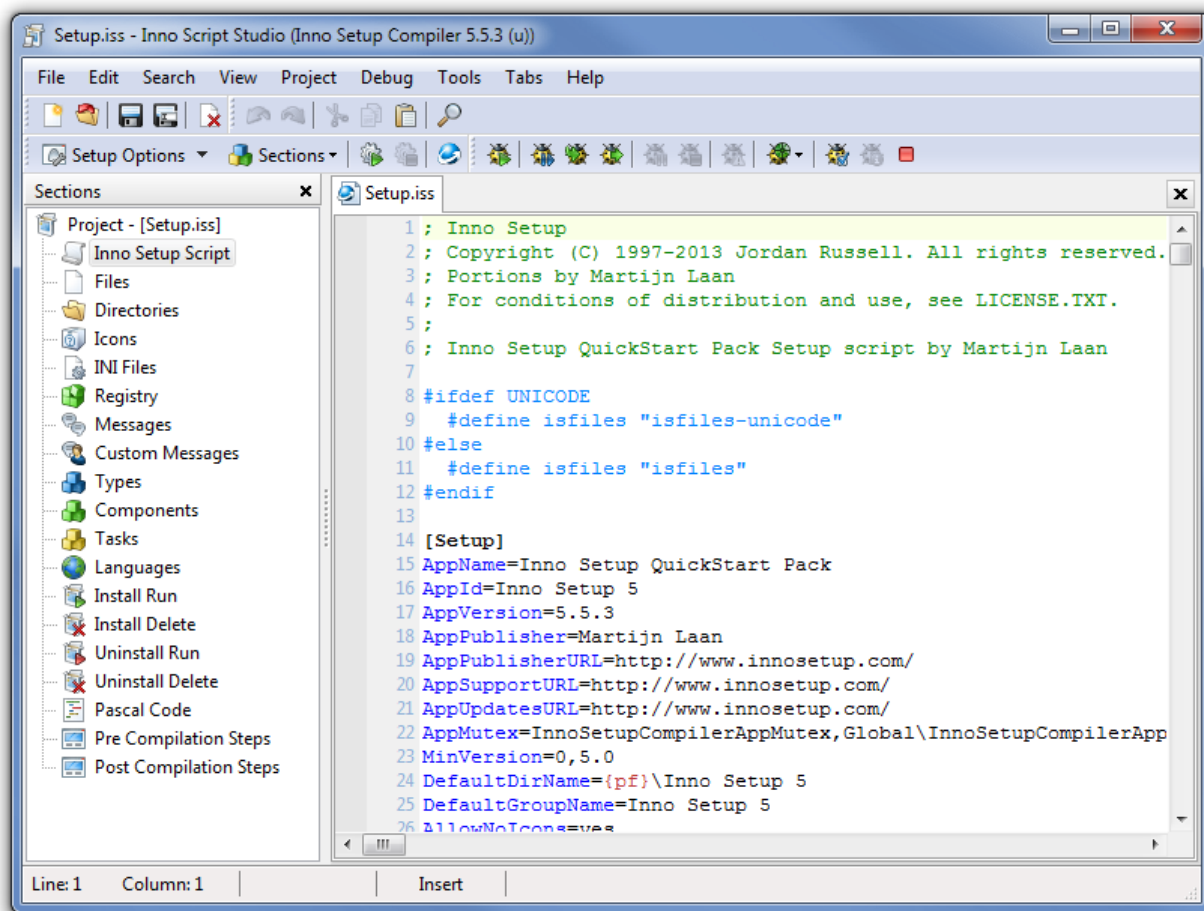 Setup.iss - Inno Script Studio (Inno Setup Compiler 5.5.3 (u))
File Edit Search View Project Debug Tools Tabs Help
Setup Options Sections
Sections
Project - [Setup.iss]
Inno Setup Script
Files
Directories
Icons
INI Files
Registry
Messages
Custom Messages
Types
Components
Tasks
Languages
Install Run
Install Delete
Uninstall Run
Uninstall Delete
Pascal Code
Pre Compilation Steps
Post Compilation Steps
Setup.iss
1 ; Inno Setup
2 ; Copyright (C) 1997-2013 Jordan Russell. All rights reserved.
3 ; Portions by Martijn Laan
4 ; For conditions of distribution and use, see LICENSE.TXT.
5 ;
6 ; Inno Setup QuickStart Pack Setup script by Martijn Laan
7
8 #ifdef UNICODE
9 #define isfiles "isfiles-unicode"
10 #else
11 #define isfiles "isfiles"
12 #endif
13
14 [Setup]
15 AppName=Inno Setup QuickStart Pack
16 AppId=Inno Setup 5
17 AppVersion=5.5.3
18 AppPublisher=Martijn Laan
19 AppPublisherURL=http://www.innosetup.com/
20 AppSupportURL=http://www.innosetup.com/
21 AppUpdatesURL=http://www.innosetup.com/
22 AppMutex=InnoSetupCompilerAppMutex,Global\InnoSetupCompilerApp
23 MinVersion=0,5.0
24 DefaultDirName={pf}\Inno Setup 5
25 DefaultGroupName=Inno Setup 5
26 AllowNoIcons=yes
Line: 1 Column: 1 Insert